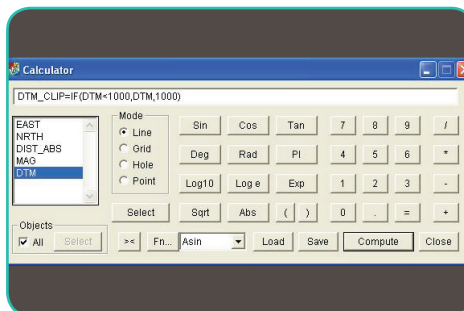 Calculator
DTM_CLIP=IF(DTM<1000,DTM,1000)
EAST
NRTH
DIST_ABS
MAG
DTM
Mode
Line
Grid
Hole
Point
Select
Objects
All Select
Sin Cos Tan 7 8 9 /
Deg Rad PI 4 5 6 *
Log10 Log e Exp 1 2 3 -
Sqrt Abs ( ) 0 . = +
>< Fn... Asin Load Save Compute Close